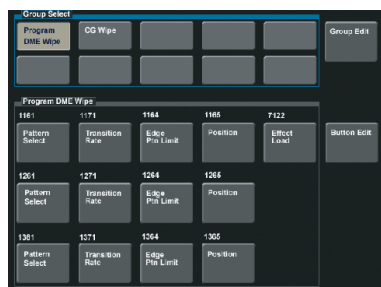 Group Select
Program
DME Wipe
CG Wipe
Group Edit
Program DME Wipe
1161 1171 1164 1165 7122
Pattern
Select
Transition
Rate
Edge
Ptn Limit
Position
Effect
Load
Button Edit
1261 1271 1264 1265
Pattern
Select
Transition
Rate
Edge
Ptn Limit
Position
1361 1371 1364 1365
Pattern
Select
Transition
Rate
Edge
Ptn Limit
Position